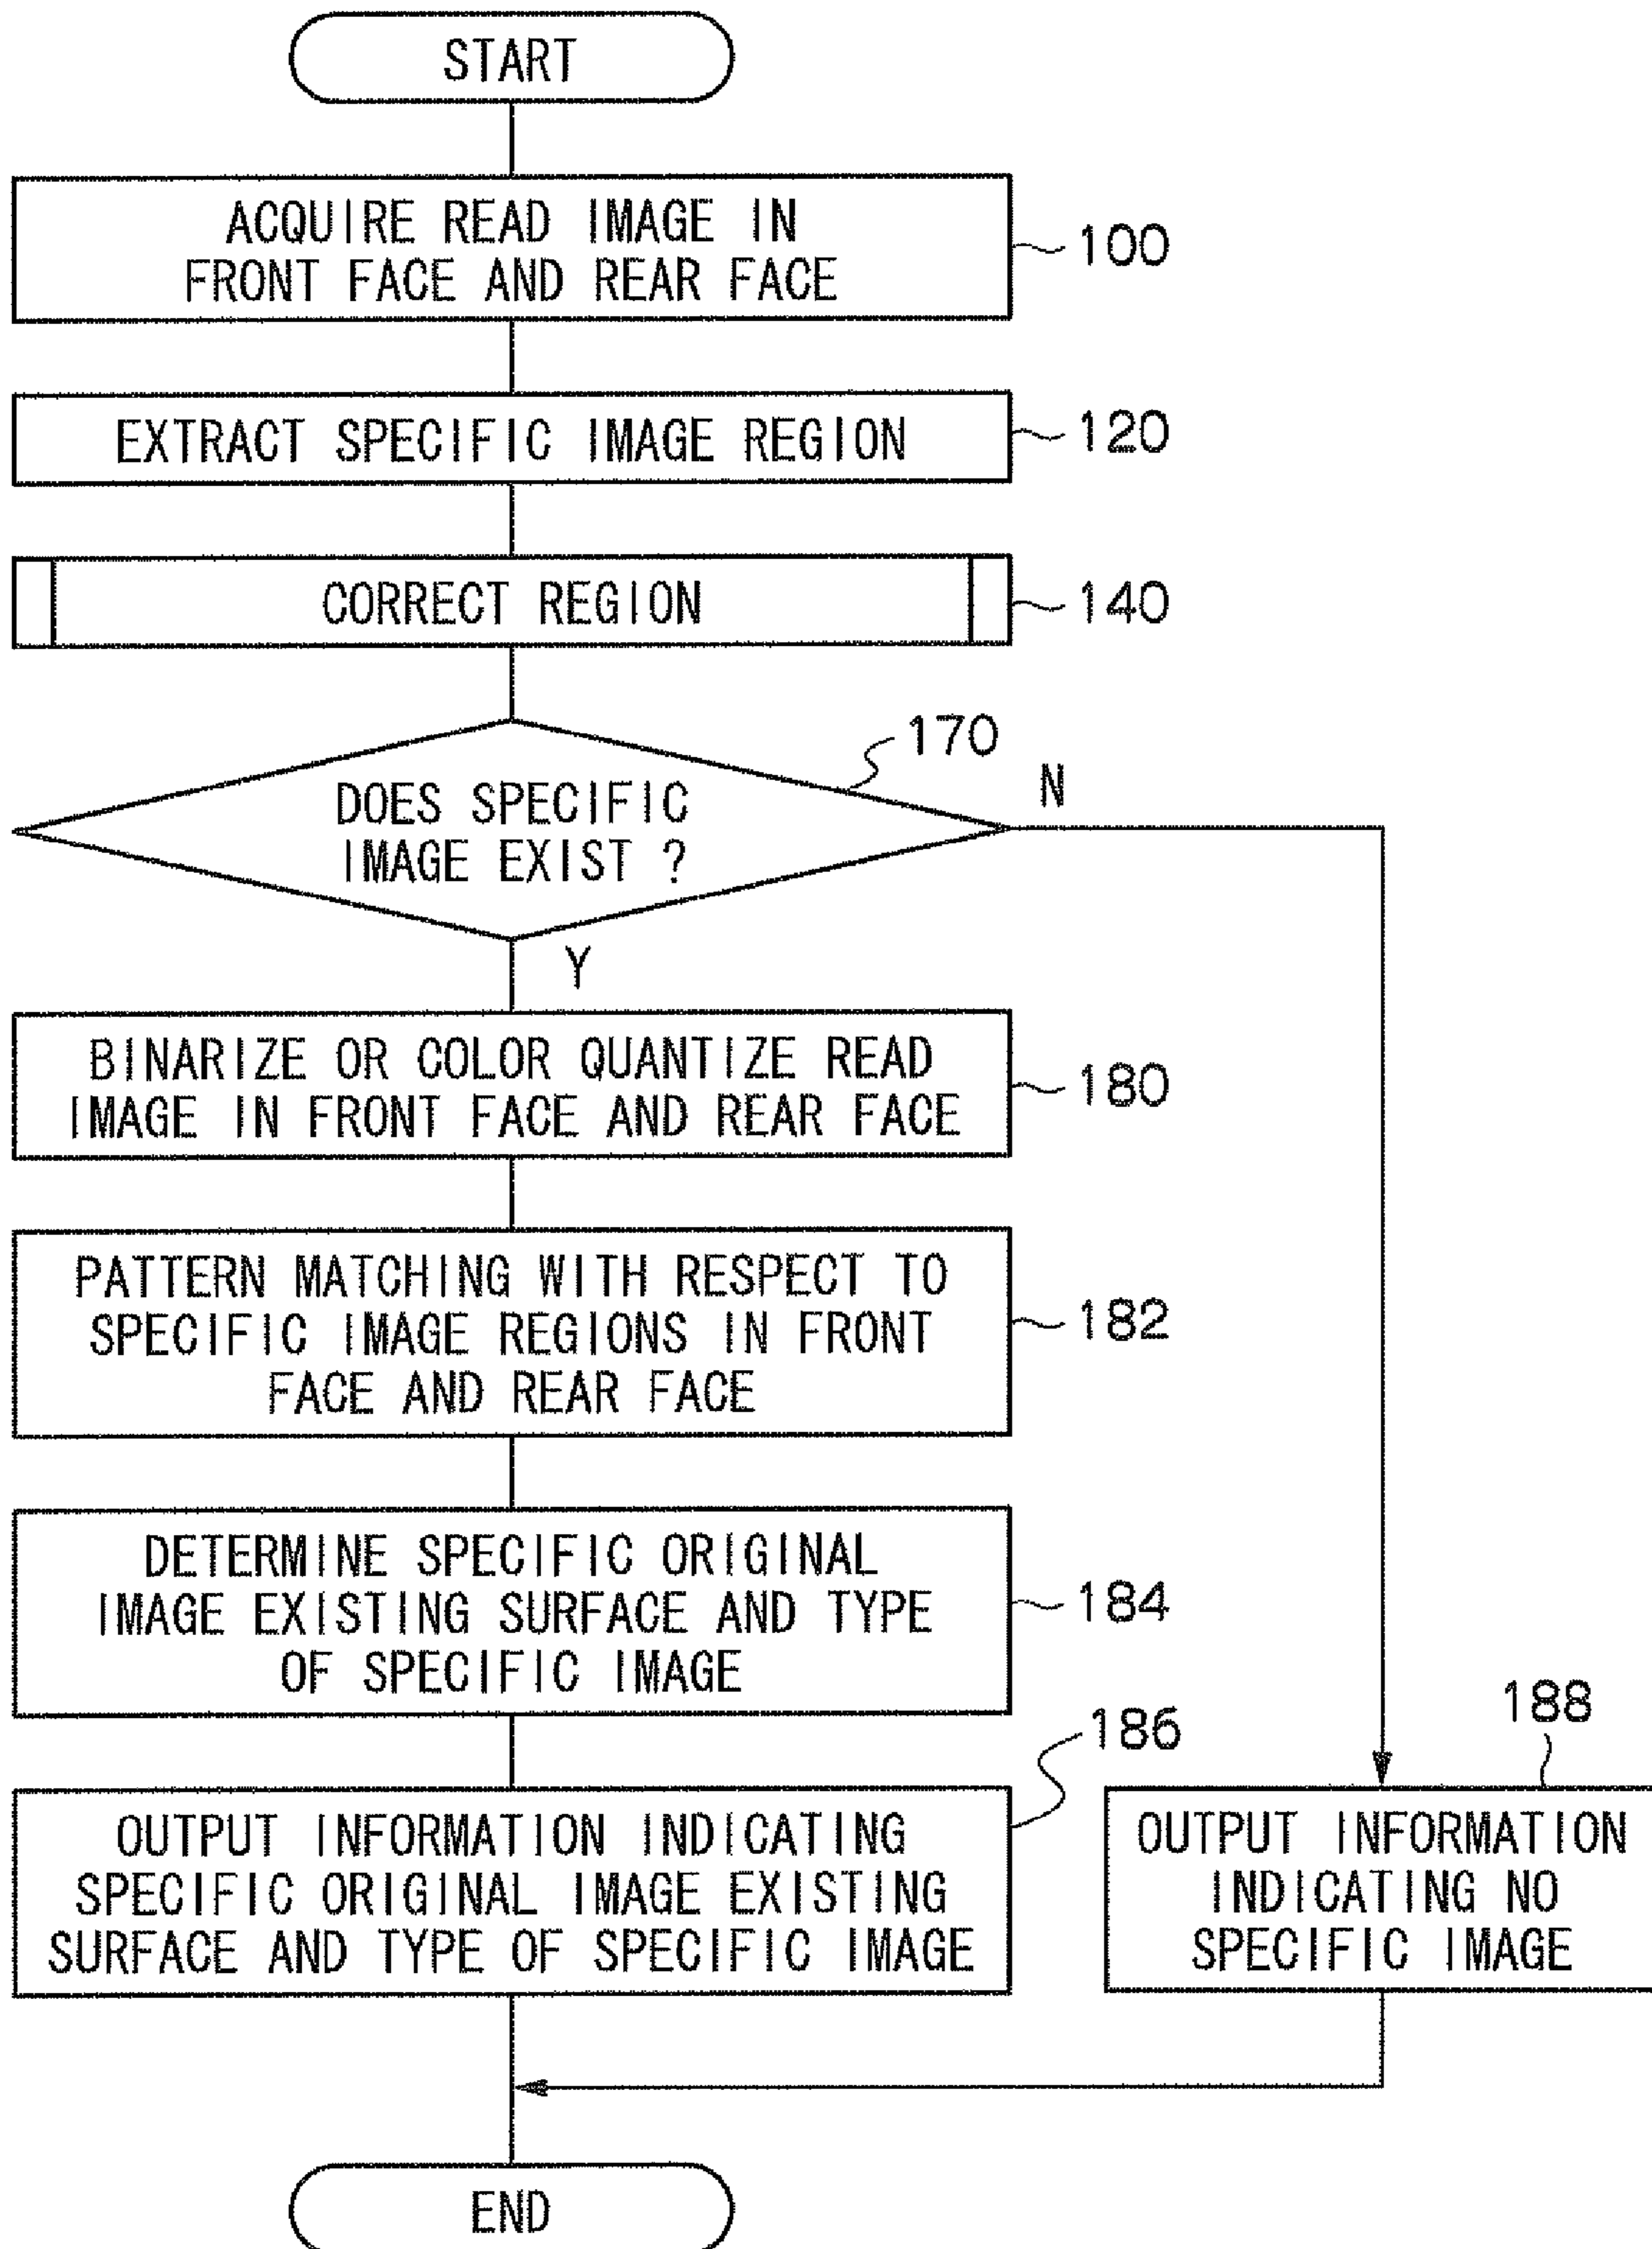 START
ACQUIRE READ IMAGE IN
FRONT FACE AND REAR FACE
100
EXTRACT SPECIFIC IMAGE REGION
120
CORRECT REGION
140
170
DOES SPECIFIC
IMAGE EXIST ?
N
Y
BINARIZE OR COLOR QUANTIZE READ
IMAGE IN FRONT FACE AND REAR FACE
180
PATTERN MATCHING WITH RESPECT TO
SPECIFIC IMAGE REGIONS IN FRONT
FACE AND REAR FACE
182
DETERMINE SPECIFIC ORIGINAL
IMAGE EXISTING SURFACE AND TYPE
OF SPECIFIC IMAGE
184
186
OUTPUT INFORMATION INDICATING
SPECIFIC ORIGINAL IMAGE EXISTING
SURFACE AND TYPE OF SPECIFIC IMAGE
188
OUTPUT INFORMATION
INDICATING NO
SPECIFIC IMAGE
END